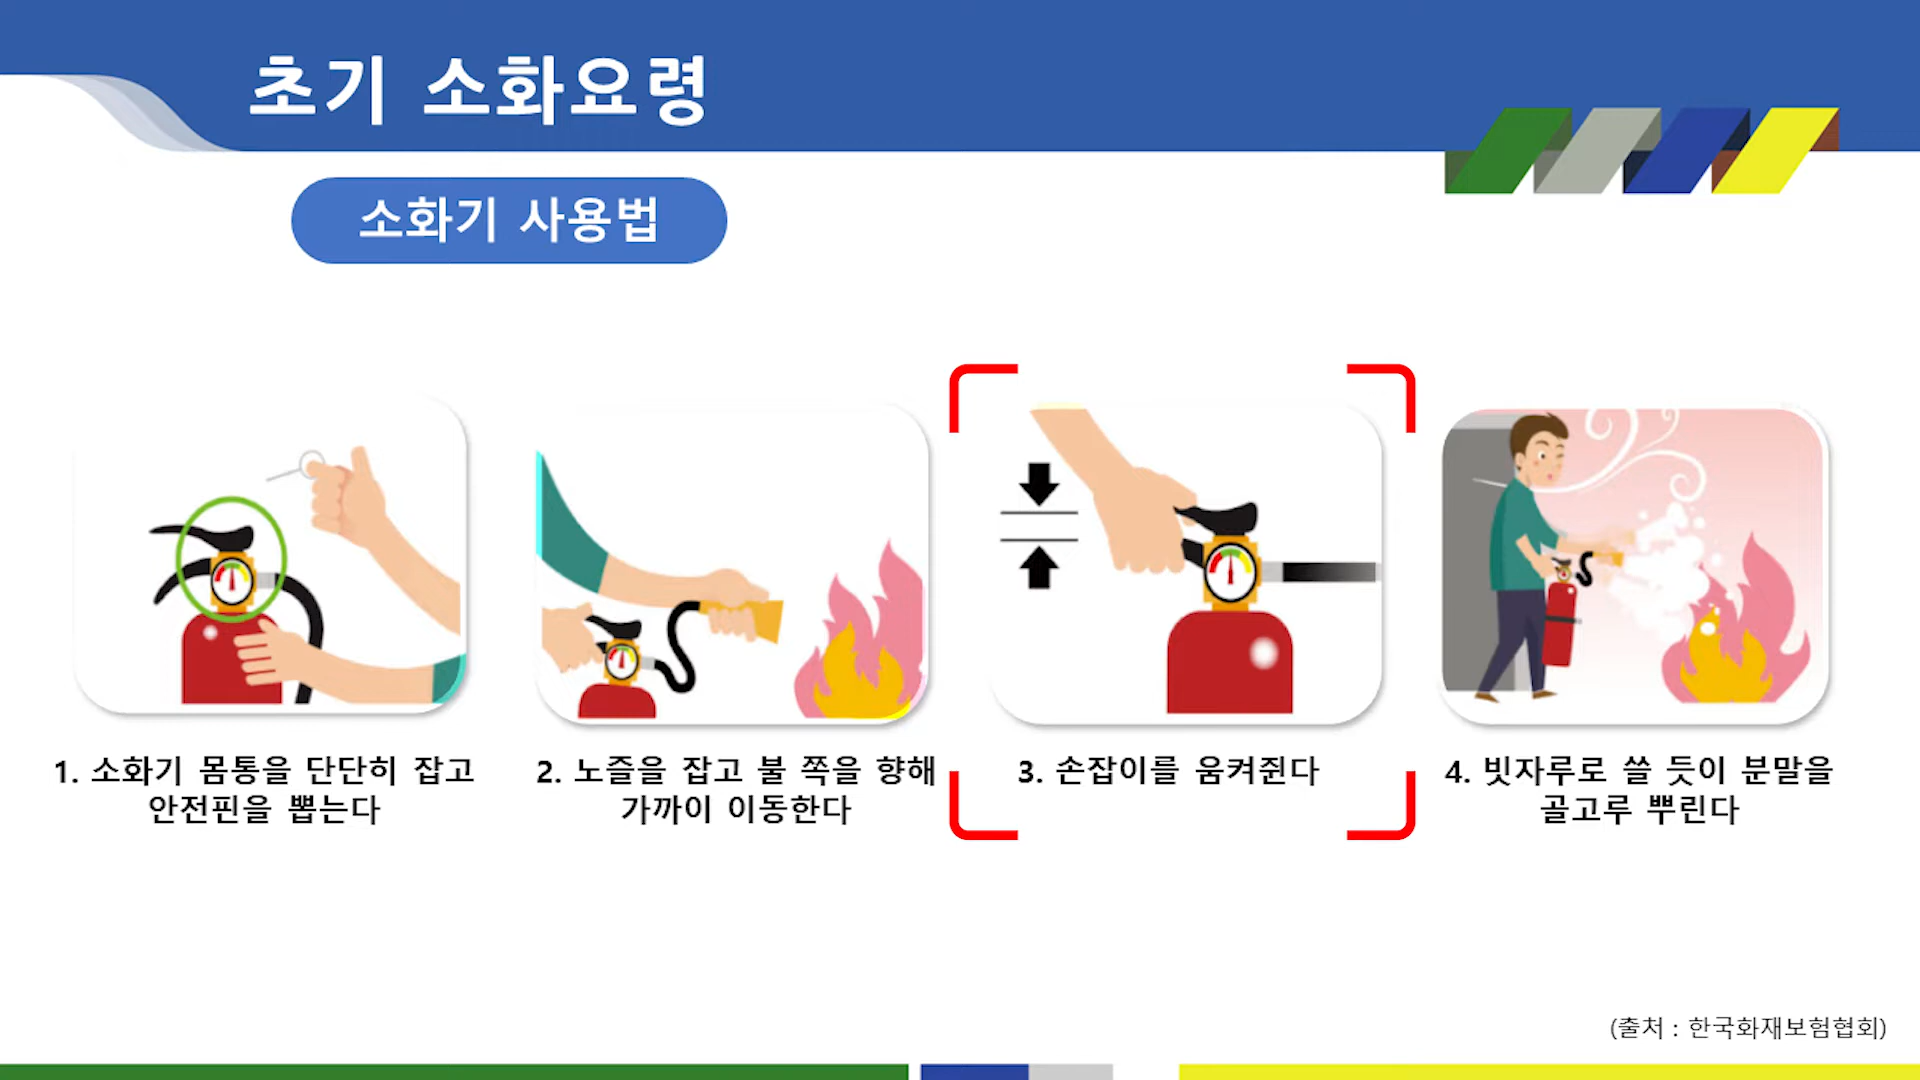 초기 소화요령
소화기 사용법
1. 소화기 몸통을 단단히 잡고
안전핀을 뽑는다
2. 노즐을 잡고 불 쪽을 향해
가까이 이동한다
3. 손잡이를 움켜쥔다
4. 빗자루로 쓸 듯이 분말을
골고루 뿌린다
(출처 : 한국화재보험협회)